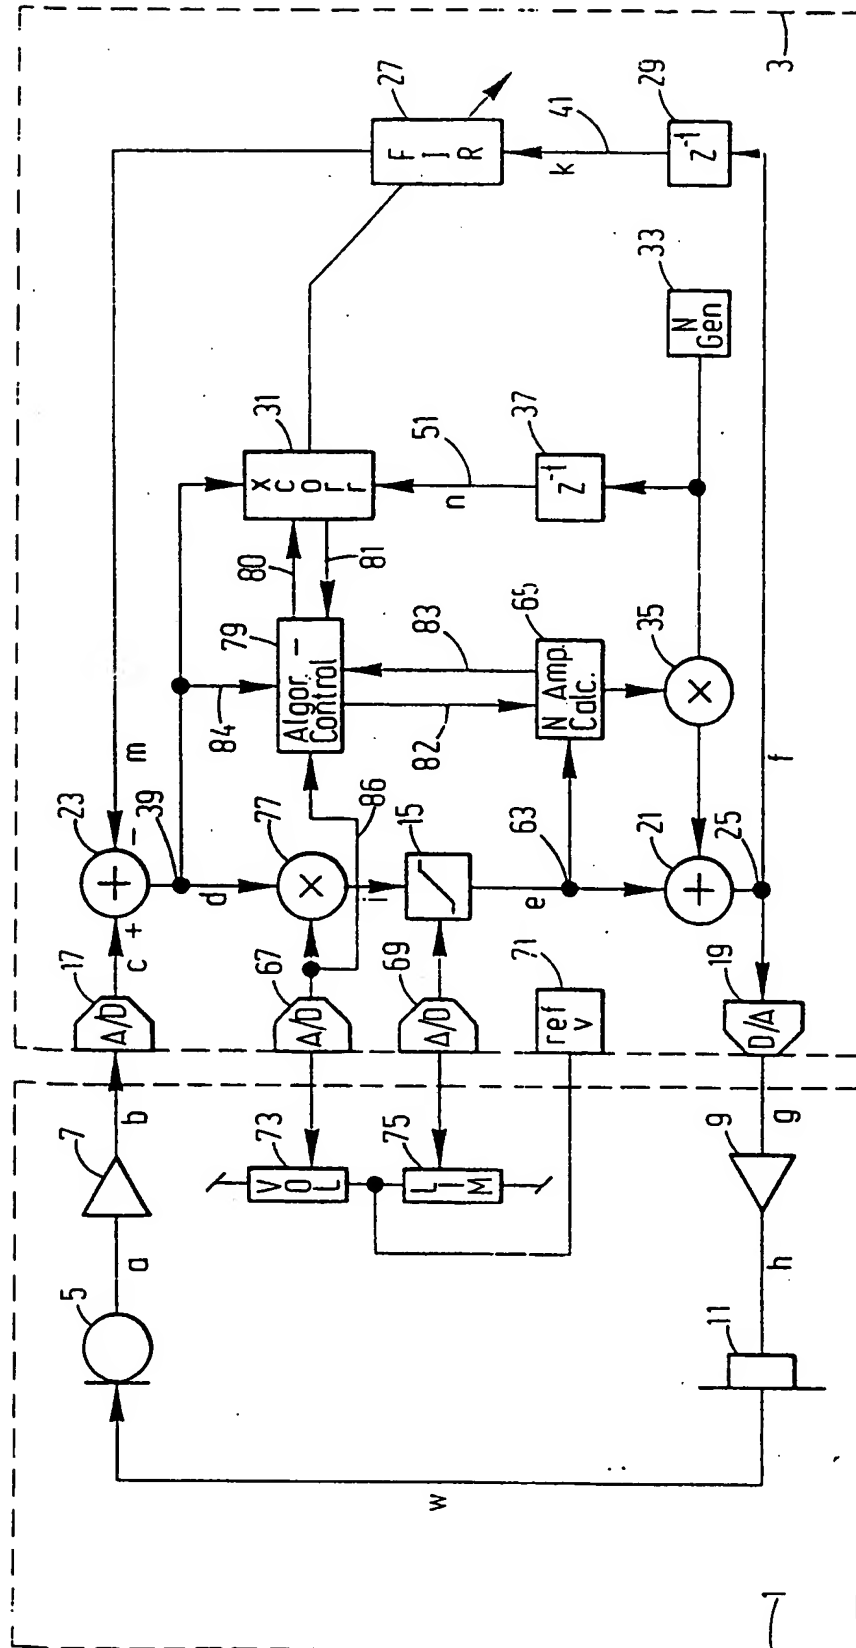 3
27
F I R
41
k
29
z⁻ᵗ
33
N Gen
31
x c o r r
51
n
37
z⁻ᵗ
80
81
79
Algor. –
Control
84
83
82
65
N Amp.
Calc.
35
×
m
23
+
–
39
d
77
×
86
i
15
e
63
21
+
25
f
17
A/D
c +
67
A/D
69
A/D
71
ref
v
19
D/A
b
7
a
5
73
V O L
75
L I M
g
9
h
11
w
1